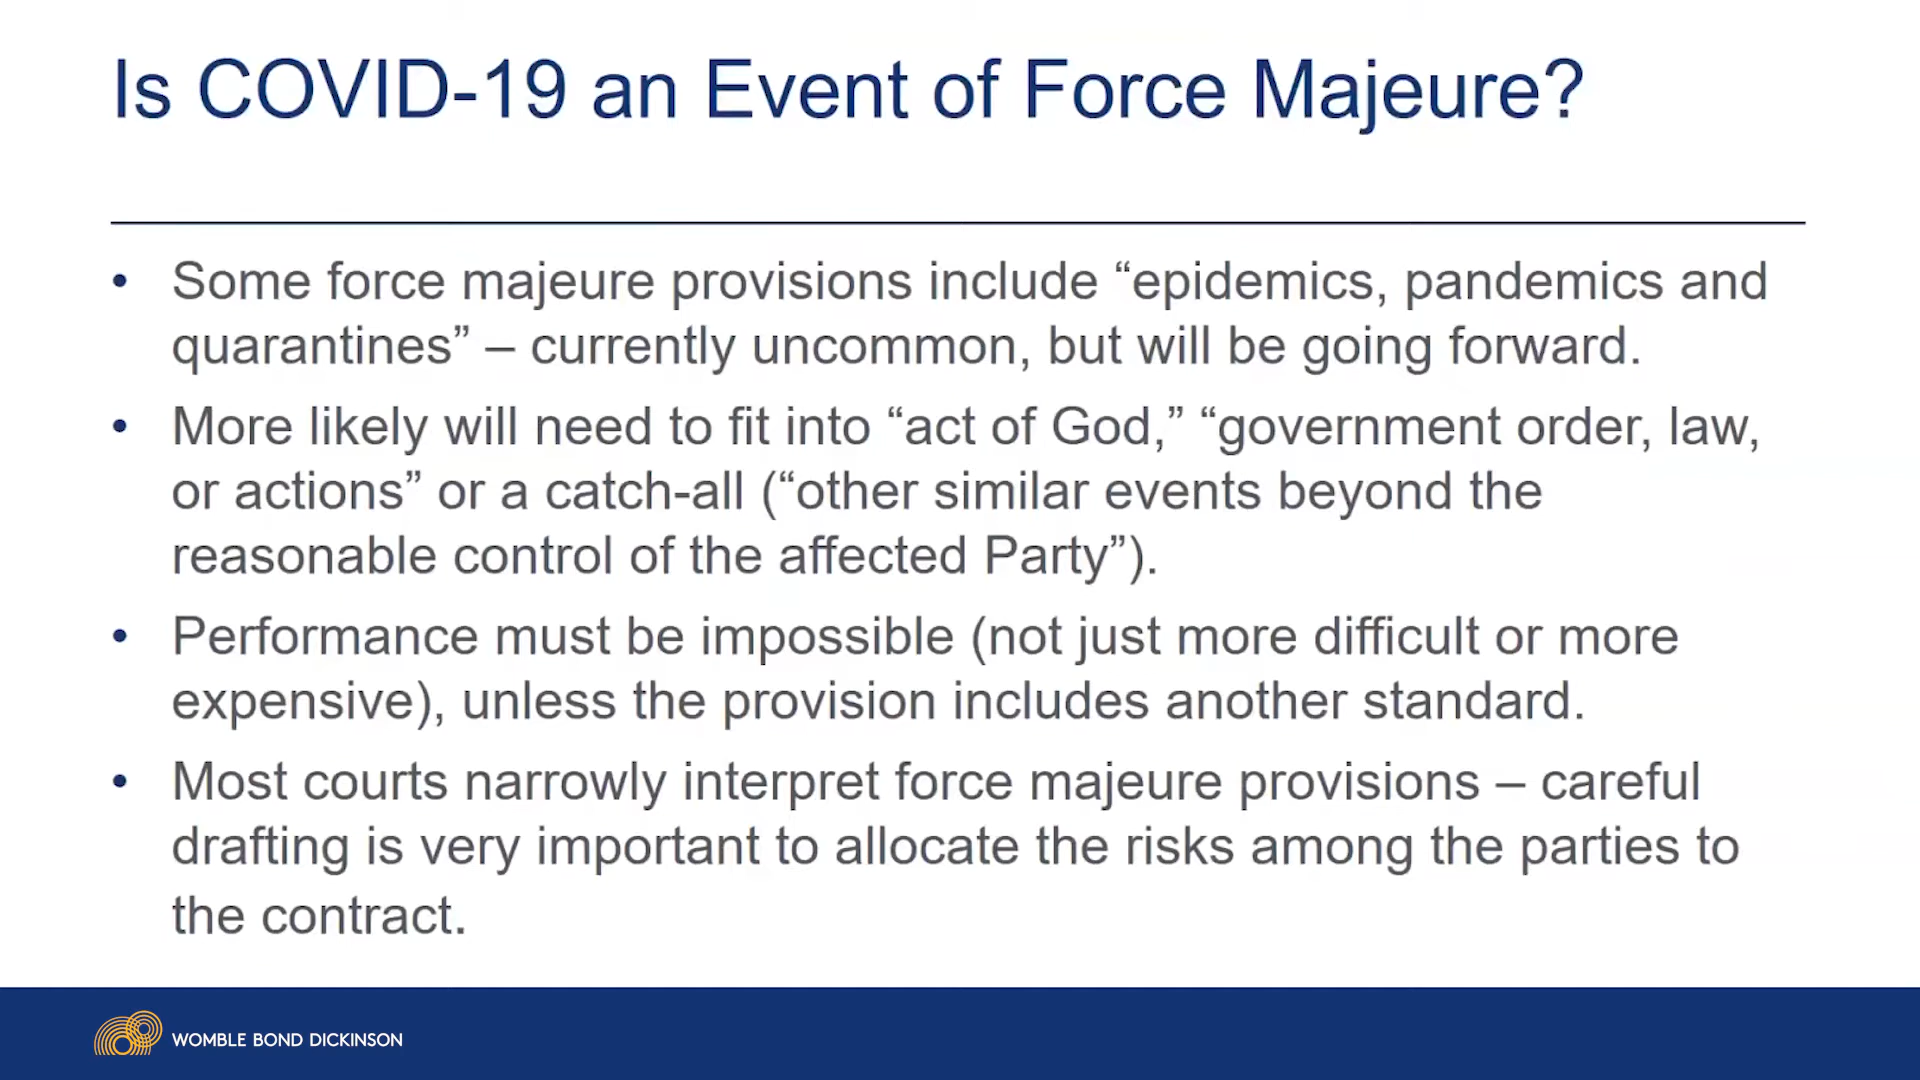 Is COVID-19 an Event of Force Majeure?
• Some force majeure provisions include “epidemics, pandemics and
quarantines” – currently uncommon, but will be going forward.
• More likely will need to fit into “act of God,” “government order, law,
or actions” or a catch-all (“other similar events beyond the
reasonable control of the affected Party”).
• Performance must be impossible (not just more difficult or more
expensive), unless the provision includes another standard.
• Most courts narrowly interpret force majeure provisions – careful
drafting is very important to allocate the risks among the parties to
the contract.
WOMBLE BOND DICKINSON